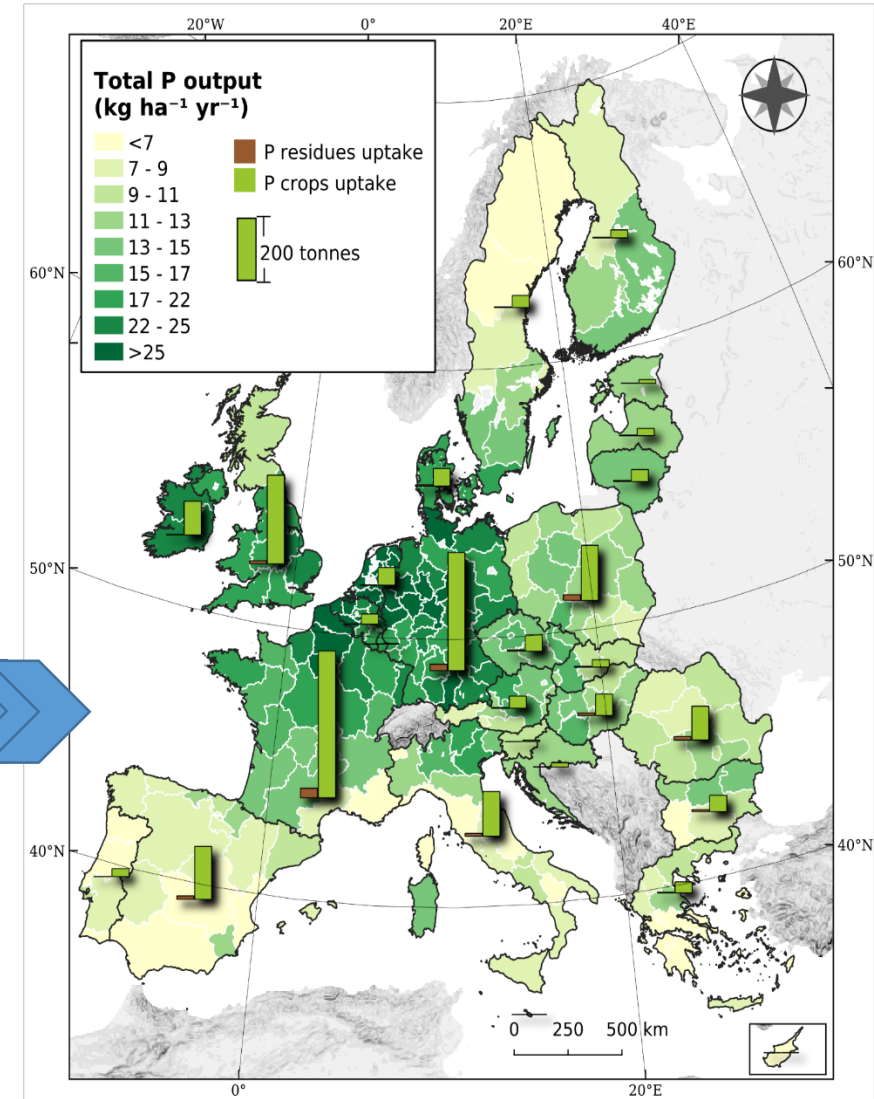 20°W
0°
20°E
40°E
Total P output
(kg ha⁻¹ yr⁻¹)
<7
7 - 9
9 - 11
11 - 13
13 - 15
15 - 17
17 - 22
22 - 25
>25
P residues uptake
P crops uptake
200 tonnes
60°N
60°N
50°N
50°N
40°N
40°N
0
250
500 km
0°
20°E